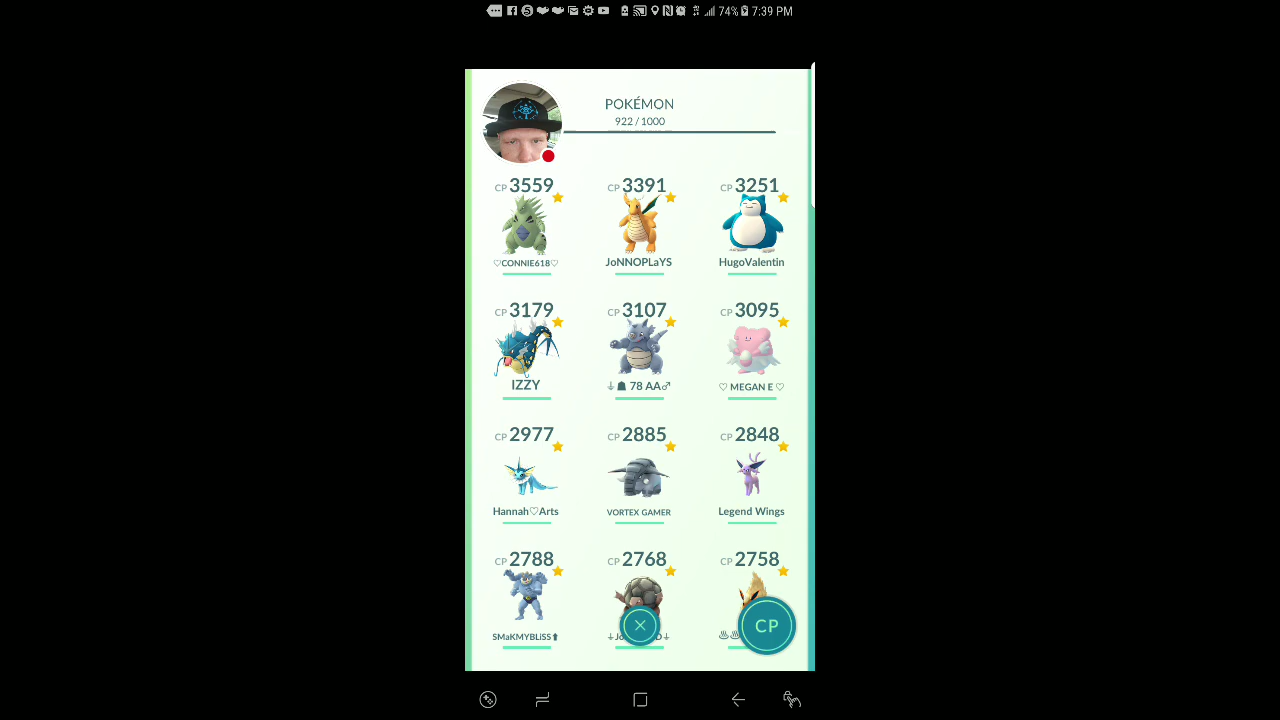 74% 7:39 PM
POKÉMON
922 / 1000
CP 3559 CP 3391 CP 3251
♡CONNIE618♡ JoNNOPLaYS HugoValentin
CP 3179 CP 3107 CP 3095
IZZY ⏚ ☗ 78 AA♂ ♡ MEGAN E ♡
CP 2977 CP 2885 CP 2848
Hannah♡Arts VORTEX GAMER Legend Wings
CP 2788 CP 2768 CP 2758
SMaKMYBLiSS⬆
CP